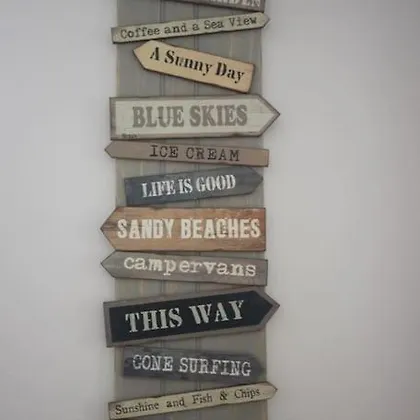 Coffee and a Sea View
A Sunny Day
BLUE SKIES
ICE CREAM
LIFE IS GOOD
SANDY BEACHES
campervans
THIS WAY
GONE SURFING
Sunshine and Fish & Chips